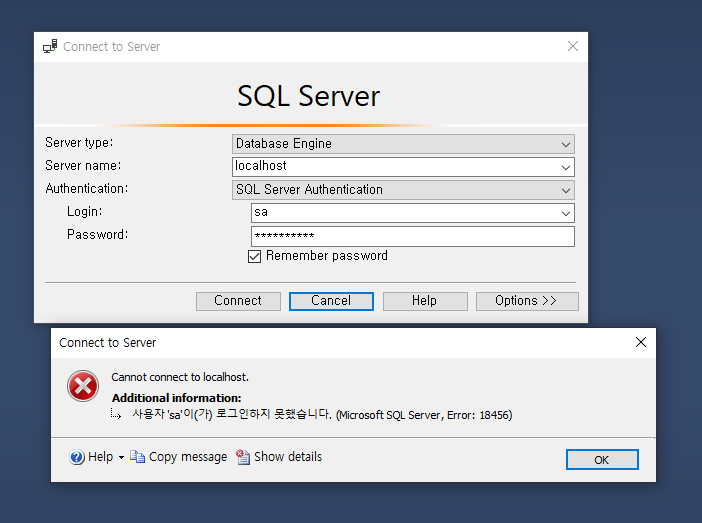 Connect to Server
SQL Server
Server type: Database Engine
Server name: localhost
Authentication: SQL Server Authentication
Login: sa
Password: **********
Remember password
Connect Cancel Help Options >>
Connect to Server
Cannot connect to localhost.
Additional information:
사용자 'sa'이(가) 로그인하지 못했습니다. (Microsoft SQL Server, Error: 18456)
Help Copy message Show details OK